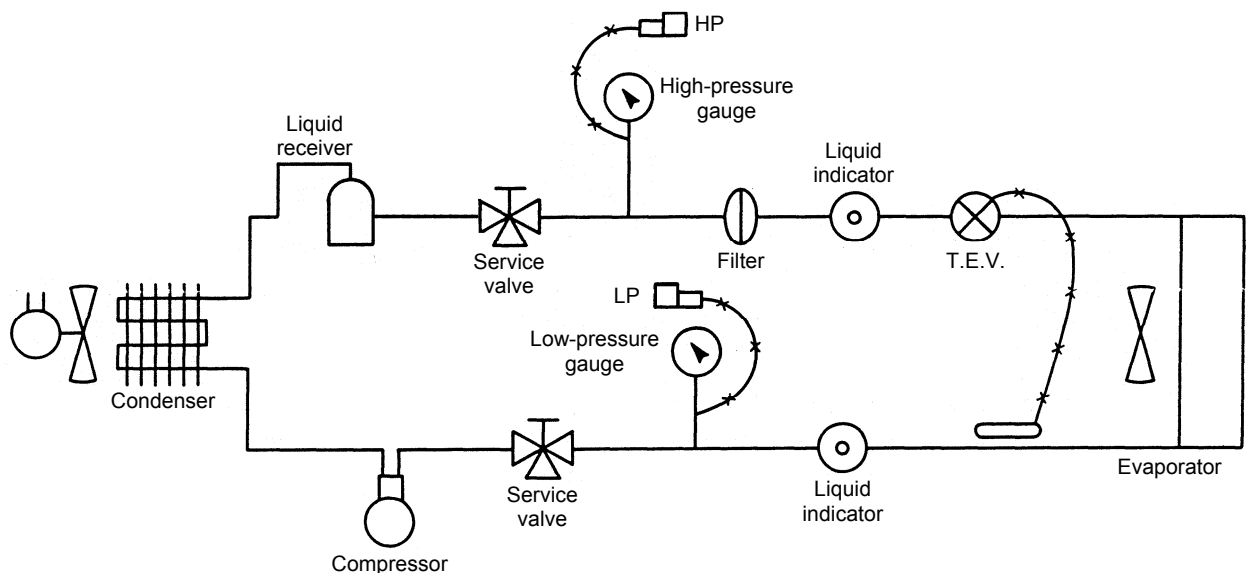 HP
High-pressure
gauge
Liquid
receiver
Liquid
indicator
Service
valve
Filter
T.E.V.
LP
Low-pressure
gauge
Condenser
Evaporator
Service
valve
Liquid
indicator
Compressor